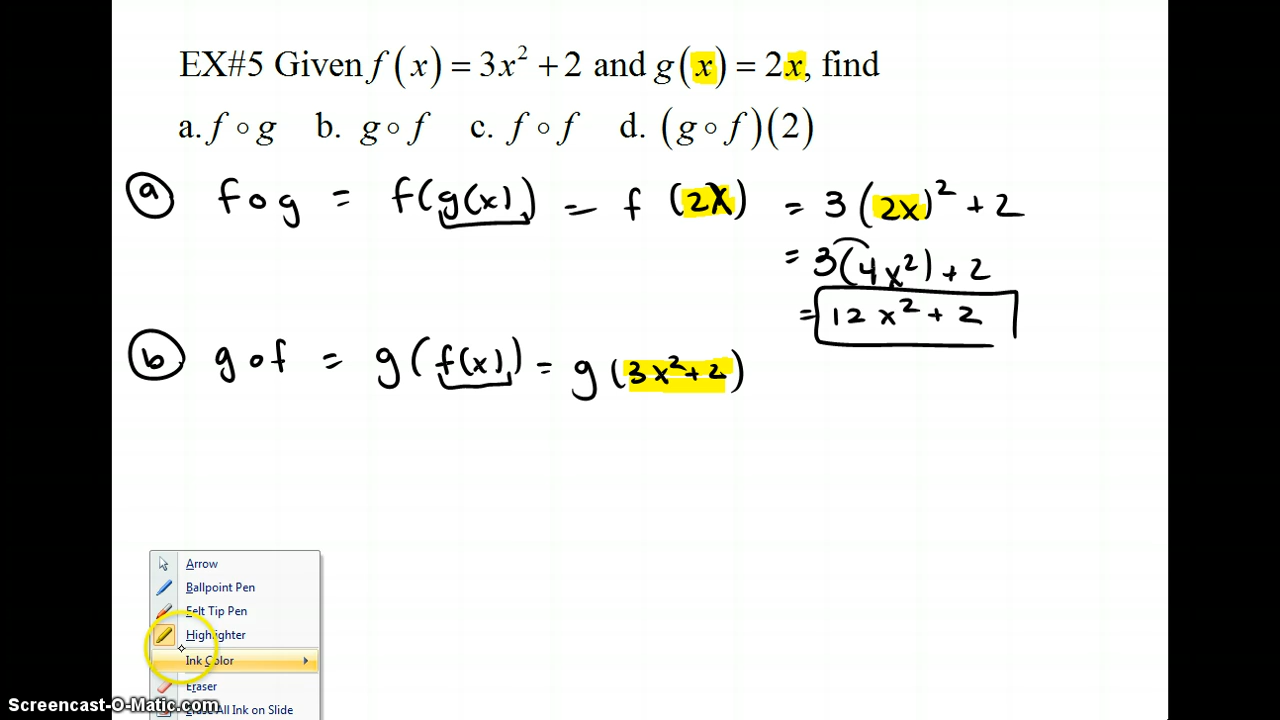 EX#5 Given f(x) = 3x² + 2 and g(x) = 2x, find
a. f ∘ g b. g ∘ f c. f ∘ f d. (g ∘ f)(2)
a f∘g = f(g(x)) = f (2x) = 3(2x)² + 2
= 3(4x²) + 2
= 12x² + 2
b g∘f = g(f(x)) = g(3x²+2)
Arrow
Ballpoint Pen
Felt Tip Pen
Highlighter
Ink Color
Eraser
Erase All Ink on Slide
Screencast-O-Matic.com